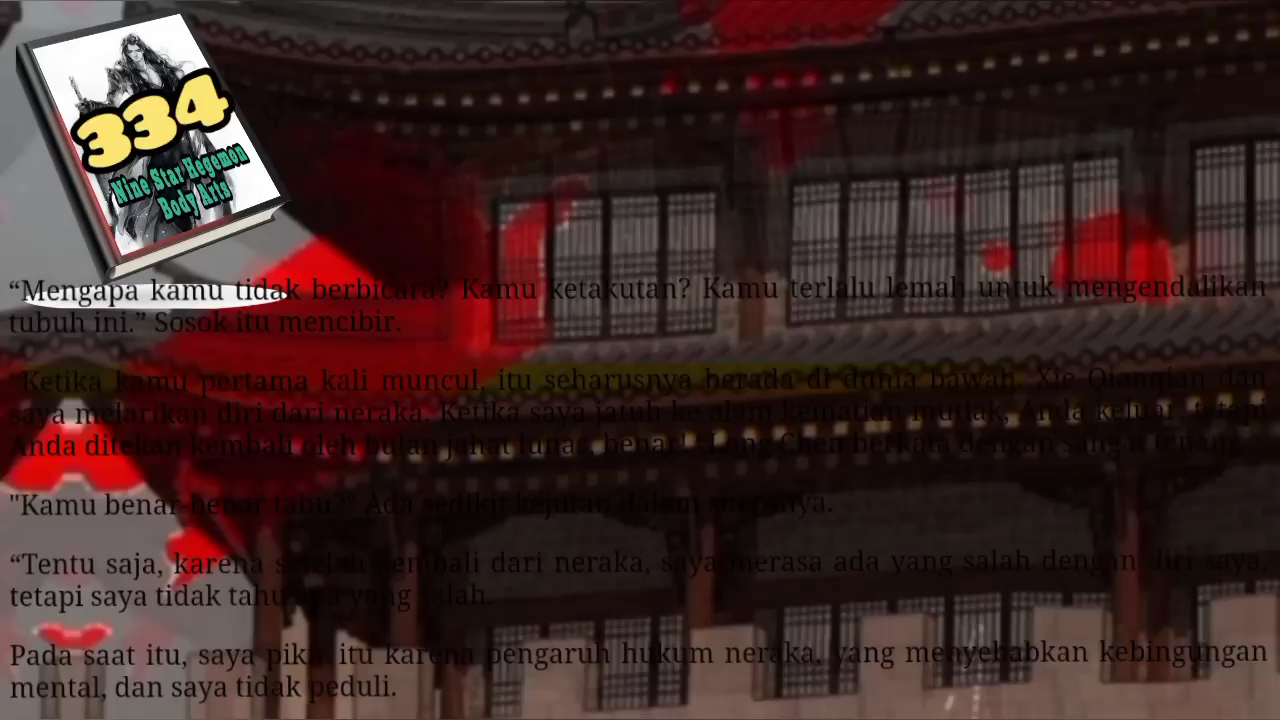 334
Nine Star Hegemon
Body Arts
“Mengapa kamu tidak berbicara? Kamu ketakutan? Kamu terlalu lemah untuk mengendalikan
tubuh ini.” Sosok itu mencibir.
"Ketika kamu pertama kali muncul, itu seharusnya berada di dunia bawah. Xie Qianqian dan
saya melarikan diri dari neraka. Ketika saya jatuh ke alam kematian mutlak, Anda keluar, tetapi
Anda ditekan kembali oleh bulan jahat lunas, benar!" Long Chen berkata dengan sangat tenang.
"Kamu benar-benar tahu?" Ada sedikit kejutan dalam suaranya.
“Tentu saja, karena setelah kembali dari neraka, saya merasa ada yang salah dengan diri saya,
tetapi saya tidak tahu apa yang salah.
Pada saat itu, saya pikir itu karena pengaruh hukum neraka, yang menyebabkan kebingungan
mental, dan saya tidak peduli.